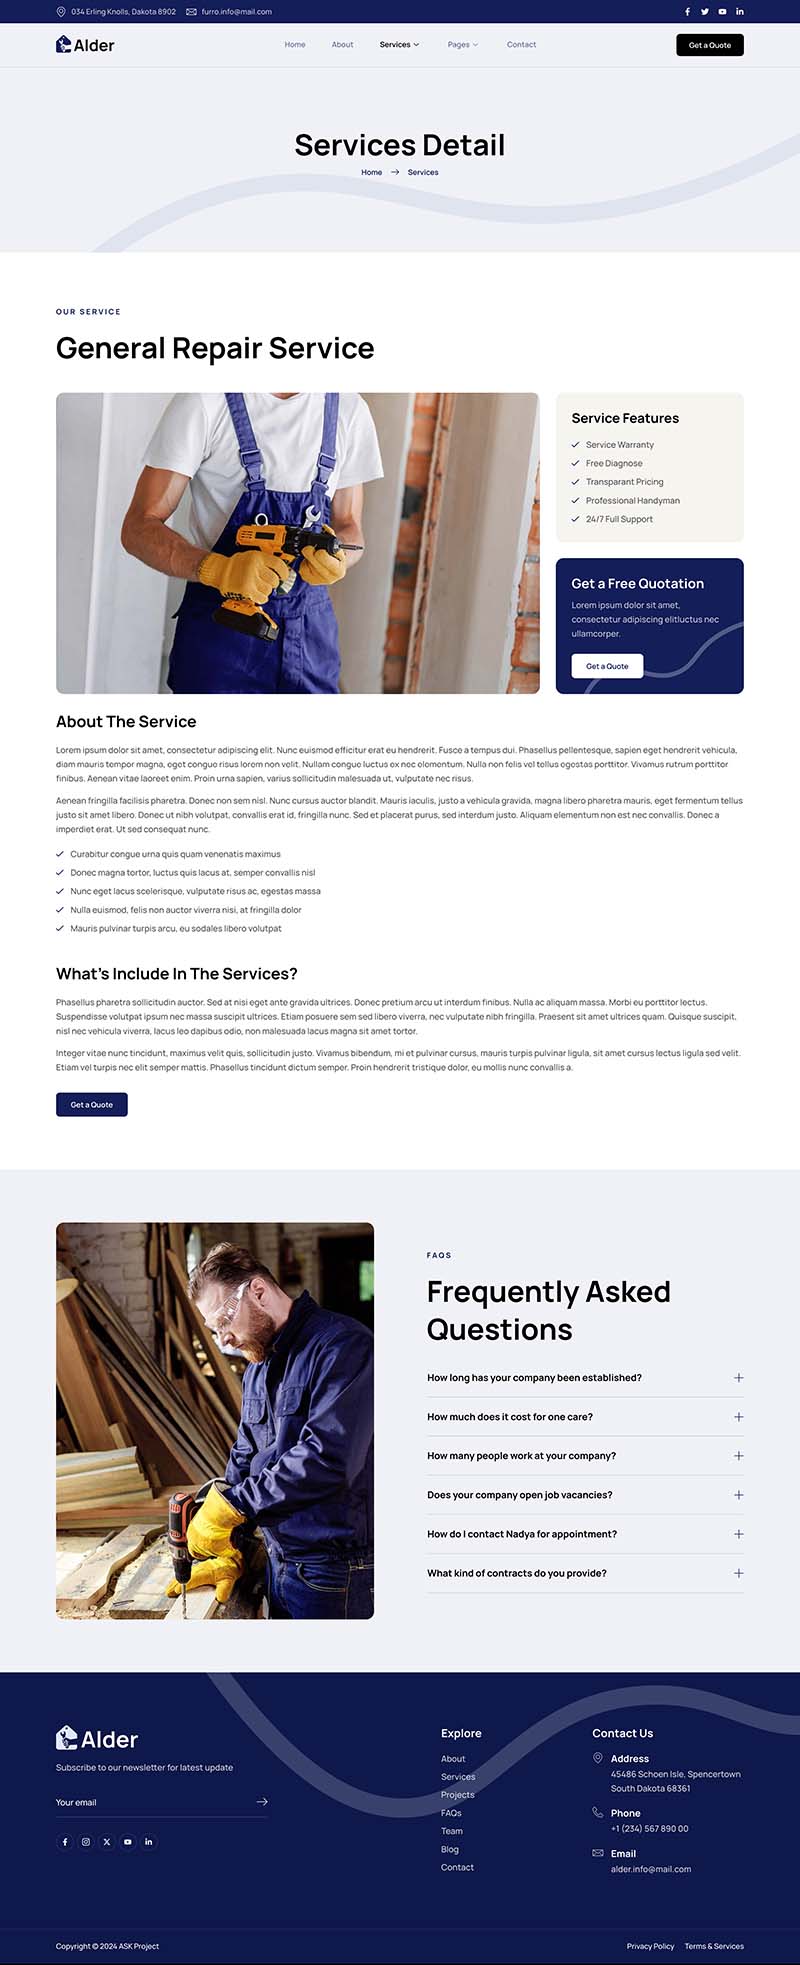 034 Erling Knolls, Dakota 8902 furro.info@mail.com
Alder
Home About Services Pages Contact
Get a Quote
Services Detail
Home → Services
OUR SERVICE
General Repair Service
Service Features
Service Warranty
Free Diagnose
Transparant Pricing
Professional Handyman
24/7 Full Support
Get a Free Quotation
Lorem ipsum dolor sit amet,
consectetur adipiscing elitluctus nec
ullamcorper.
Get a Quote
About The Service
Lorem ipsum dolor sit amet, consectetur adipiscing elit. Nunc euismod efficitur erat eu hendrerit. Fusce a tempus dui. Phasellus pellentesque, sapien eget hendrerit vehicula,
diam mauris tempor magna, eget congue risus lorem non velit. Nullam congue luctus ex nec elementum. Nulla non felis vel tellus egestas porttitor. Vivamus rutrum porttitor
finibus. Aenean vitae laoreet enim. Proin urna sapien, varius sollicitudin malesuada ut, vulputate nec risus.
Aenean fringilla facilisis pharetra. Donec non sem nisl. Nunc cursus auctor blandit. Mauris iaculis, justo a vehicula gravida, magna libero pharetra mauris, eget fermentum tellus
justo sit amet libero. Donec ut nibh volutpat, convallis erat id, fringilla nunc. Sed et placerat purus, sed interdum justo. Aliquam elementum non est nec convallis. Donec a
imperdiet erat. Ut sed consequat nunc.
Curabitur congue urna quis quam venenatis maximus
Donec magna tortor, luctus quis lacus at, semper convallis nisl
Nunc eget lacus scelerisque, vulputate risus ac, egestas massa
Nulla euismod, felis non auctor viverra nisi, at fringilla dolor
Mauris pulvinar turpis arcu, eu sodales libero volutpat
What's Include In The Services?
Phasellus pharetra sollicitudin auctor. Sed at nisi eget ante gravida ultrices. Donec pretium arcu ut interdum finibus. Nulla ac aliquam massa. Morbi eu porttitor lectus.
Suspendisse volutpat ipsum nec massa suscipit ultrices. Etiam posuere sem sed libero viverra, nec vulputate nibh fringilla. Praesent sit amet ultrices quam. Quisque suscipit,
nisl nec vehicula viverra, lacus leo dapibus odio, non malesuada lacus magna sit amet tortor.
Integer vitae nunc tincidunt, maximus velit quis, sollicitudin justo. Vivamus bibendum, mi et pulvinar cursus, mauris turpis pulvinar ligula, sit amet cursus lectus ligula sed velit.
Etiam vel turpis nec elit semper mattis. Phasellus tincidunt dictum semper. Proin hendrerit tristique dolor, eu mollis nunc convallis a.
Get a Quote
FAQS
Frequently Asked
Questions
How long has your company been established?
How much does it cost for one care?
How many people work at your company?
Does your company open job vacancies?
How do I contact Nadya for appointment?
What kind of contracts do you provide?
Alder
Subscribe to our newsletter for latest update
Your email
Explore
About
Services
Projects
FAQs
Team
Blog
Contact
Contact Us
Address
45486 Schoen Isle, Spencertown
South Dakota 68361
Phone
+1 (234) 567 890 00
Email
alder.info@mail.com
Copyright © 2024 ASK Project
Privacy Policy Terms & Services